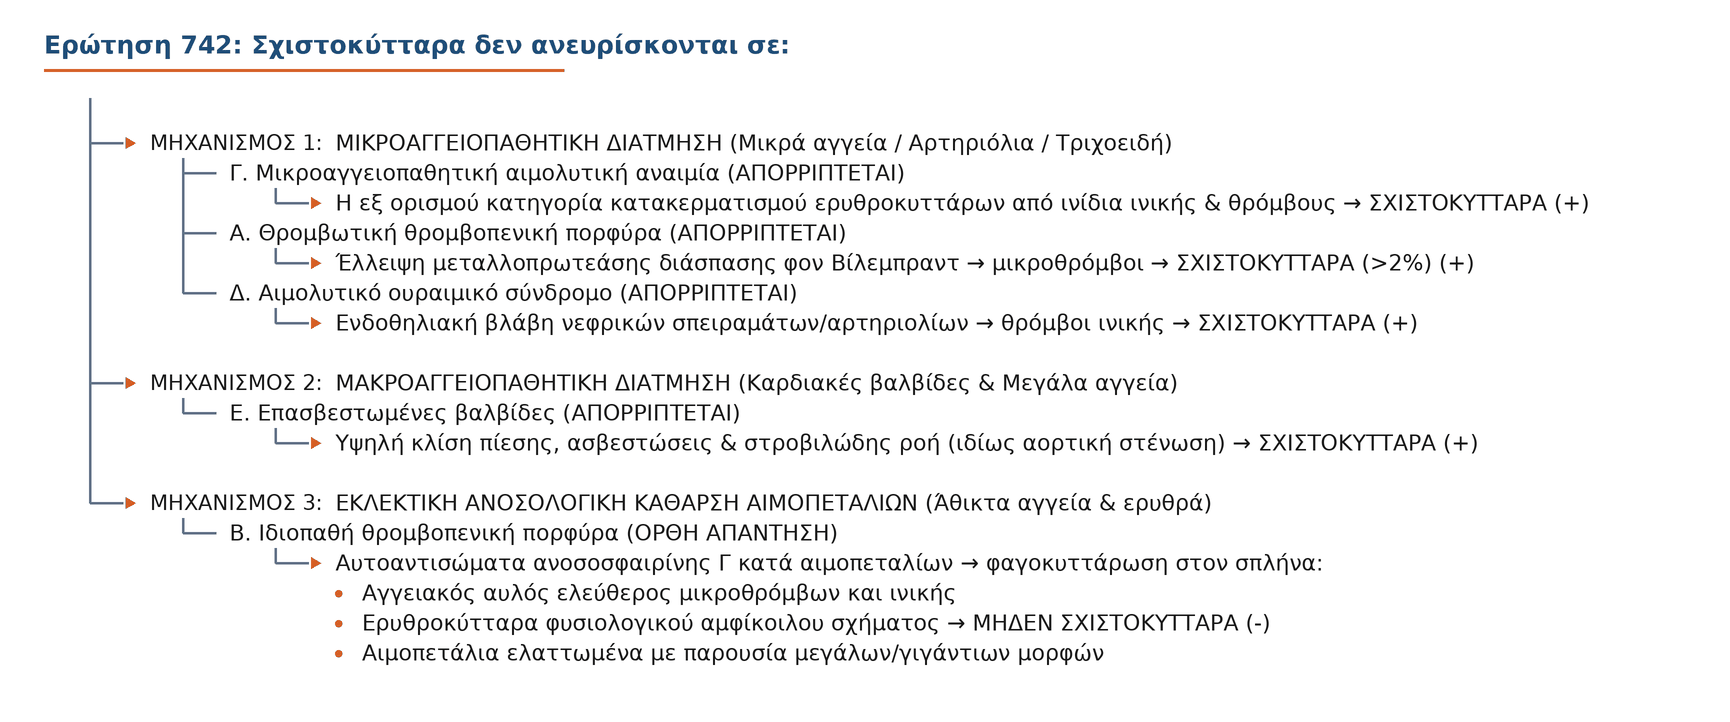 Ερώτηση 742: Σχιστοκύτταρα δεν ανευρίσκονται σε:
ΜΗΧΑΝΙΣΜΟΣ 1: ΜΙΚΡΟΑΓΓΕΙΟΠΑΘΗΤΙΚΗ ΔΙΑΤΜΗΣΗ (Μικρά αγγεία / Αρτηριόλια / Τριχοειδή)
Γ. Μικροαγγειοπαθητική αιμολυτική αναιμία (ΑΠΟΡΡΙΠΤΕΤΑΙ)
Η εξ ορισμού κατηγορία κατακερματισμού ερυθροκυττάρων από ινίδια ινικής & θρόμβους → ΣΧΙΣΤΟΚΥΤΤΑΡΑ (+)
Α. Θρομβωτική θρομβοπενική πορφύρα (ΑΠΟΡΡΙΠΤΕΤΑΙ)
Έλλειψη μεταλλοπρωτεάσης διάσπασης φον Βίλεμπραντ → μικροθρόμβοι → ΣΧΙΣΤΟΚΥΤΤΑΡΑ (>2%) (+)
Δ. Αιμολυτικό ουραιμικό σύνδρομο (ΑΠΟΡΡΙΠΤΕΤΑΙ)
Ενδοθηλιακή βλάβη νεφρικών σπειραμάτων/αρτηριολίων → θρόμβοι ινικής → ΣΧΙΣΤΟΚΥΤΤΑΡΑ (+)
ΜΗΧΑΝΙΣΜΟΣ 2: ΜΑΚΡΟΑΓΓΕΙΟΠΑΘΗΤΙΚΗ ΔΙΑΤΜΗΣΗ (Καρδιακές βαλβίδες & Μεγάλα αγγεία)
Ε. Επασβεστωμένες βαλβίδες (ΑΠΟΡΡΙΠΤΕΤΑΙ)
Υψηλή κλίση πίεσης, ασβεστώσεις & στροβιλώδης ροή (ιδίως αορτική στένωση) → ΣΧΙΣΤΟΚΥΤΤΑΡΑ (+)
ΜΗΧΑΝΙΣΜΟΣ 3: ΕΚΛΕΚΤΙΚΗ ΑΝΟΣΟΛΟΓΙΚΗ ΚΑΘΑΡΣΗ ΑΙΜΟΠΕΤΑΛΙΩΝ (Άθικτα αγγεία & ερυθρά)
Β. Ιδιοπαθή θρομβοπενική πορφύρα (ΟΡΘΗ ΑΠΑΝΤΗΣΗ)
Αυτοαντισώματα ανοσοσφαιρίνης Γ κατά αιμοπεταλίων → φαγοκυττάρωση στον σπλήνα:
• Αγγειακός αυλός ελεύθερος μικροθρόμβων και ινικής
• Ερυθροκύτταρα φυσιολογικού αμφίκοιλου σχήματος → ΜΗΔΕΝ ΣΧΙΣΤΟΚΥΤΤΑΡΑ (-)
• Αιμοπετάλια ελαττωμένα με παρουσία μεγάλων/γιγάντιων μορφών